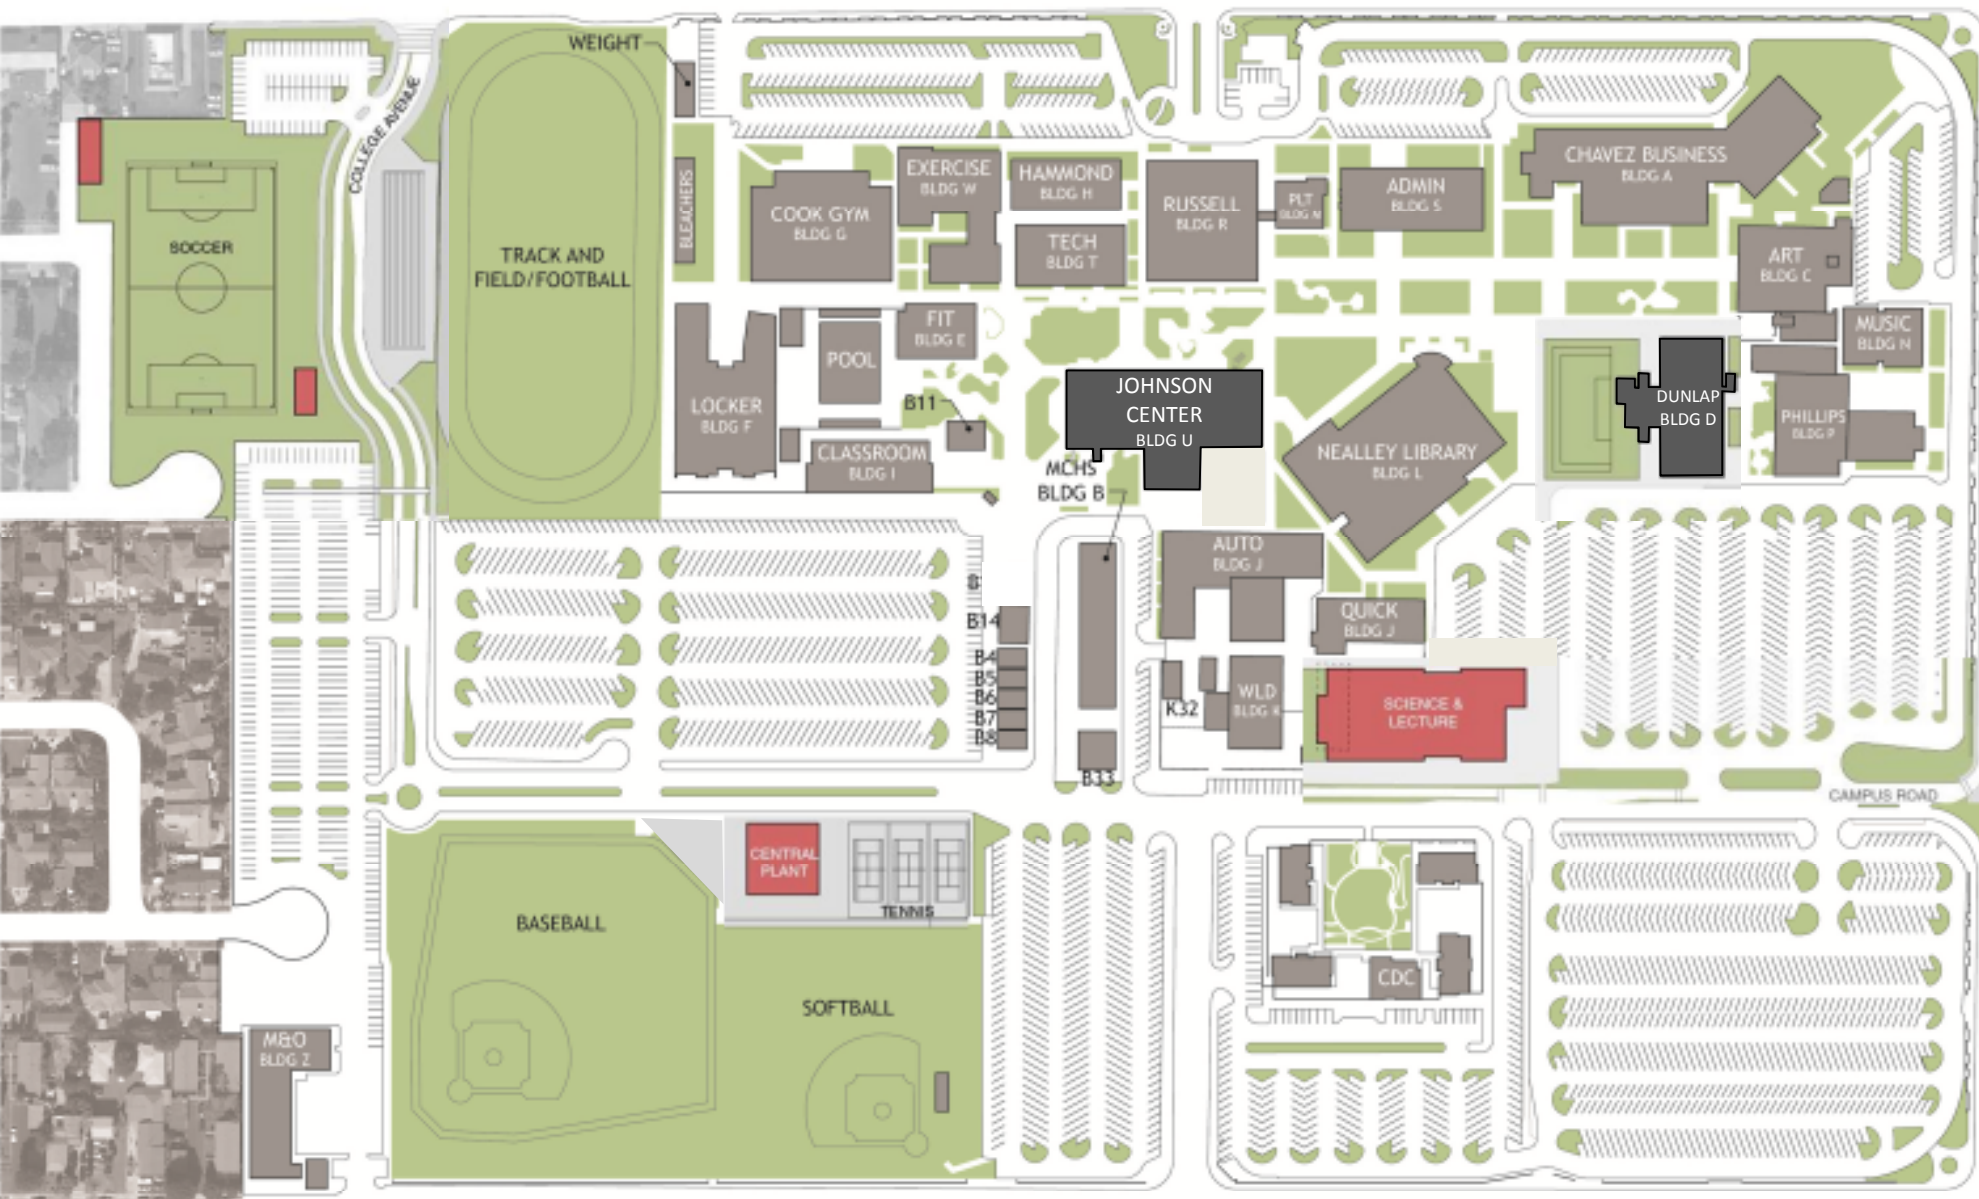 WEIGHT
COLLEGE AVENUE
SOCCER
TRACK AND
FIELD/FOOTBALL
BLEACHERS
COOK GYM
BLDG G
EXERCISE
BLDG W
HAMMOND
BLDG H
TECH
BLDG T
RUSSELL
BLDG R
PLT
BLDG M
ADMIN
BLDG S
CHAVEZ BUSINESS
BLDG A
ART
BLDG C
MUSIC
BLDG N
LOCKER
BLDG F
POOL
FIT
BLDG E
B11
CLASSROOM
BLDG I
JOHNSON
CENTER
BLDG U
MCHS
BLDG B
NEALLEY LIBRARY
BLDG L
DUNLAP
BLDG D
PHILLIPS
BLDG P
AUTO
BLDG J
QUICK
BLDG J
B14
B4
B5
B6
B7
B8
B33
K32
WLD
BLDG K
SCIENCE &
LECTURE
CAMPUS ROAD
CENTRAL
PLANT
TENNIS
BASEBALL
SOFTBALL
CDC
M&O
BLDG Z